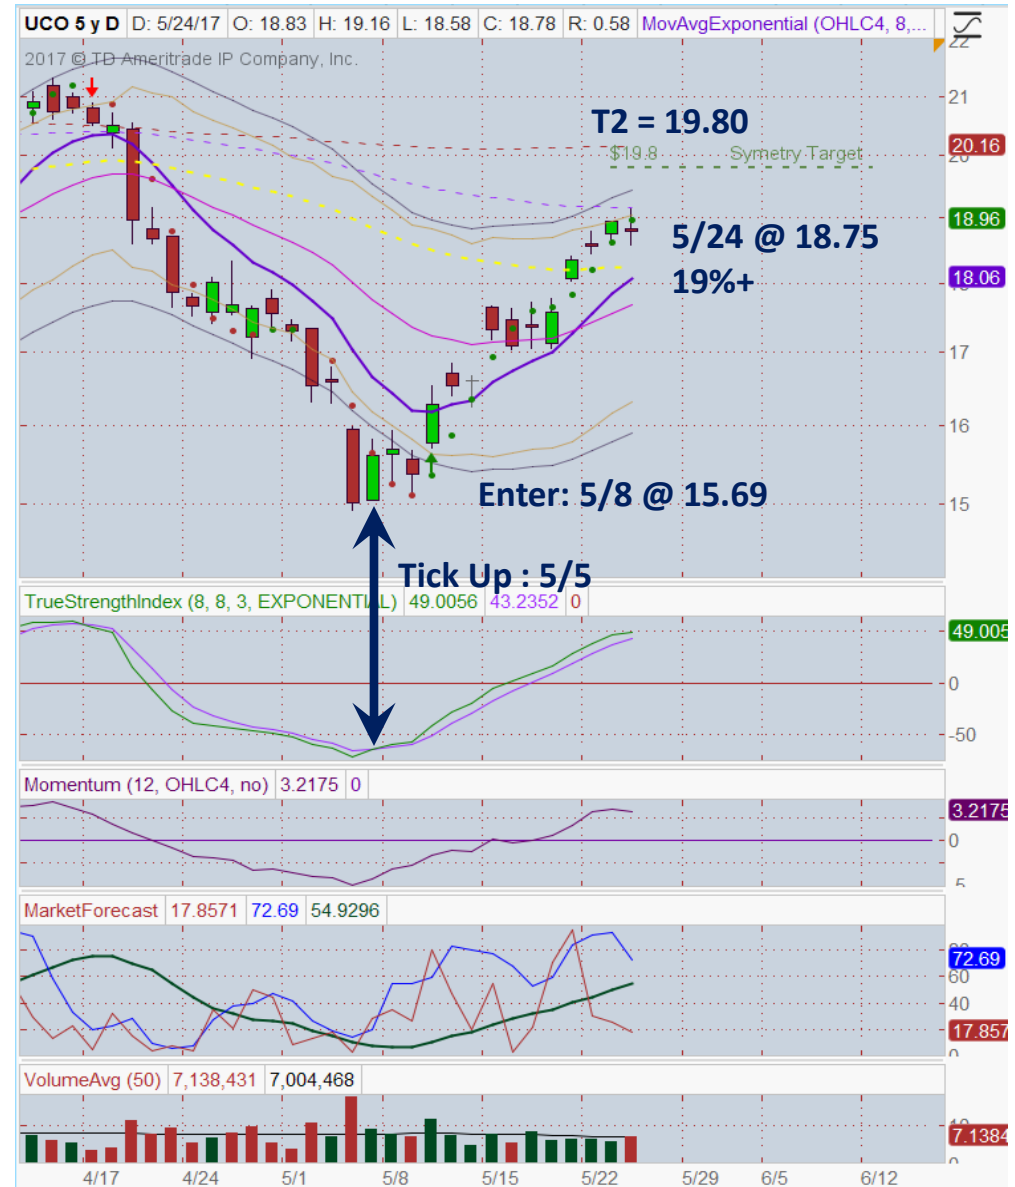 UCO 5 y D D: 5/24/17 O: 18.83 H: 19.16 L: 18.58 C: 18.78 R: 0.58 MovAvgExponential (OHLC4, 8,...
2017 © TD Ameritrade IP Company, Inc.
22
21
T2 = 19.80
20.16
$19.8 Symetry Target
20
18.96
5/24 @ 18.75
19%+
18.06
17
16
Enter: 5/8 @ 15.69
15
Tick Up : 5/5
TrueStrengthIndex (8, 8, 3, EXPONENTIAL) 49.0056 43.2352 0
49.005
0
-50
Momentum (12, OHLC4, no) 3.2175 0
3.2175
0
MarketForecast 17.8571 72.69 54.9296
72.69
60
40
17.857
0
VolumeAvg (50) 7,138,431 7,004,468
7.1384
4/17 4/24 5/1 5/8 5/15 5/22 5/29 6/5 6/12